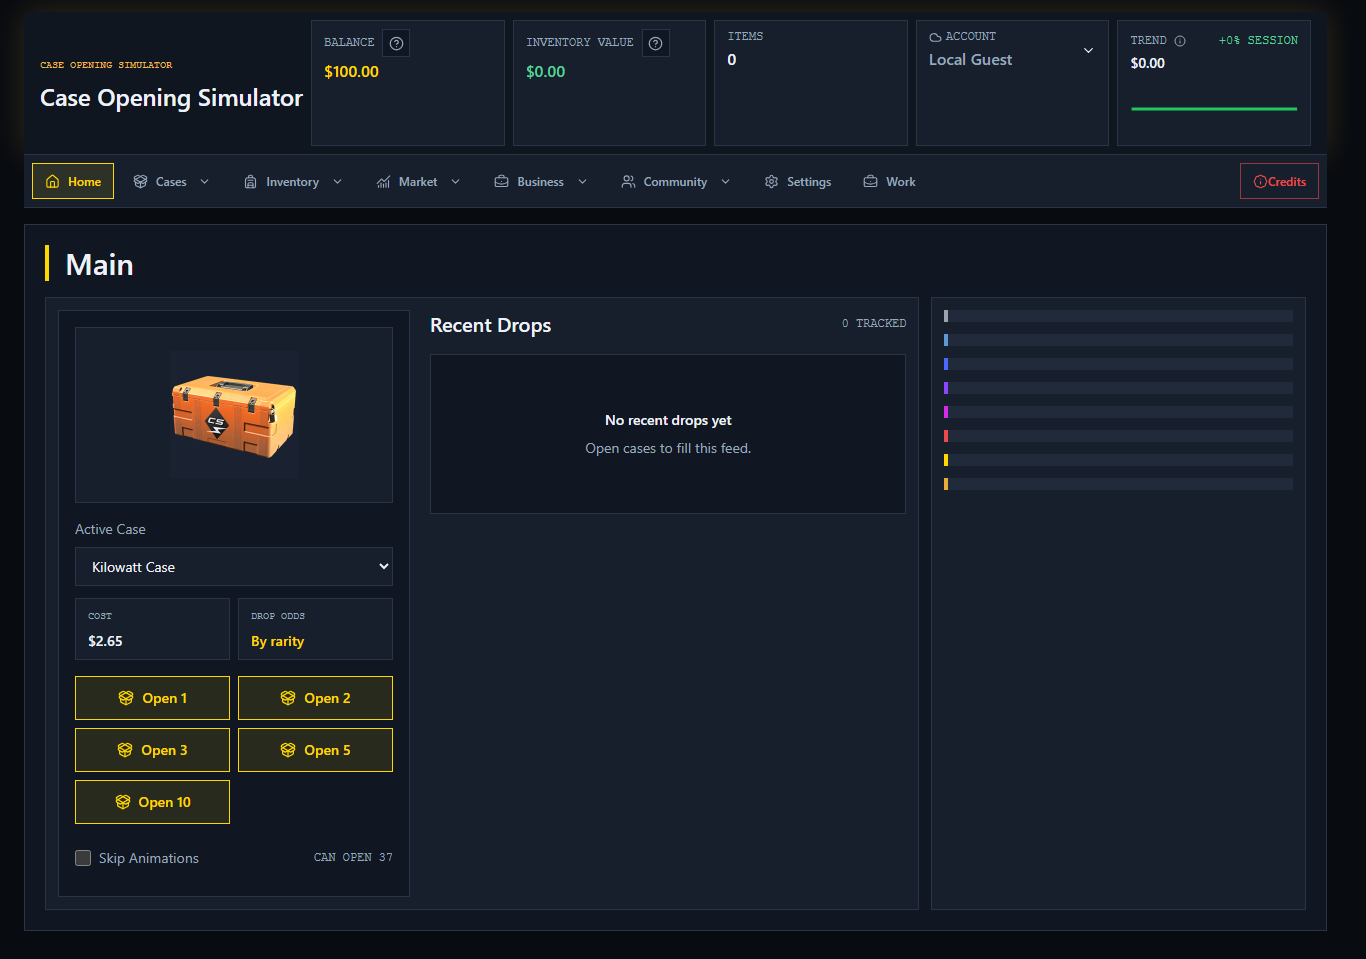 CASE OPENING SIMULATOR
Case Opening Simulator
BALANCE
$100.00
INVENTORY VALUE
$0.00
ITEMS
0
ACCOUNT
Local Guest
TREND
+0% SESSION
$0.00
Home
Cases
Inventory
Market
Business
Community
Settings
Work
Credits
Main
CS
Active Case
Kilowatt Case
COST
$2.65
DROP ODDS
By rarity
Open 1
Open 2
Open 3
Open 5
Open 10
Skip Animations
CAN OPEN 37
Recent Drops
0 TRACKED
No recent drops yet
Open cases to fill this feed.